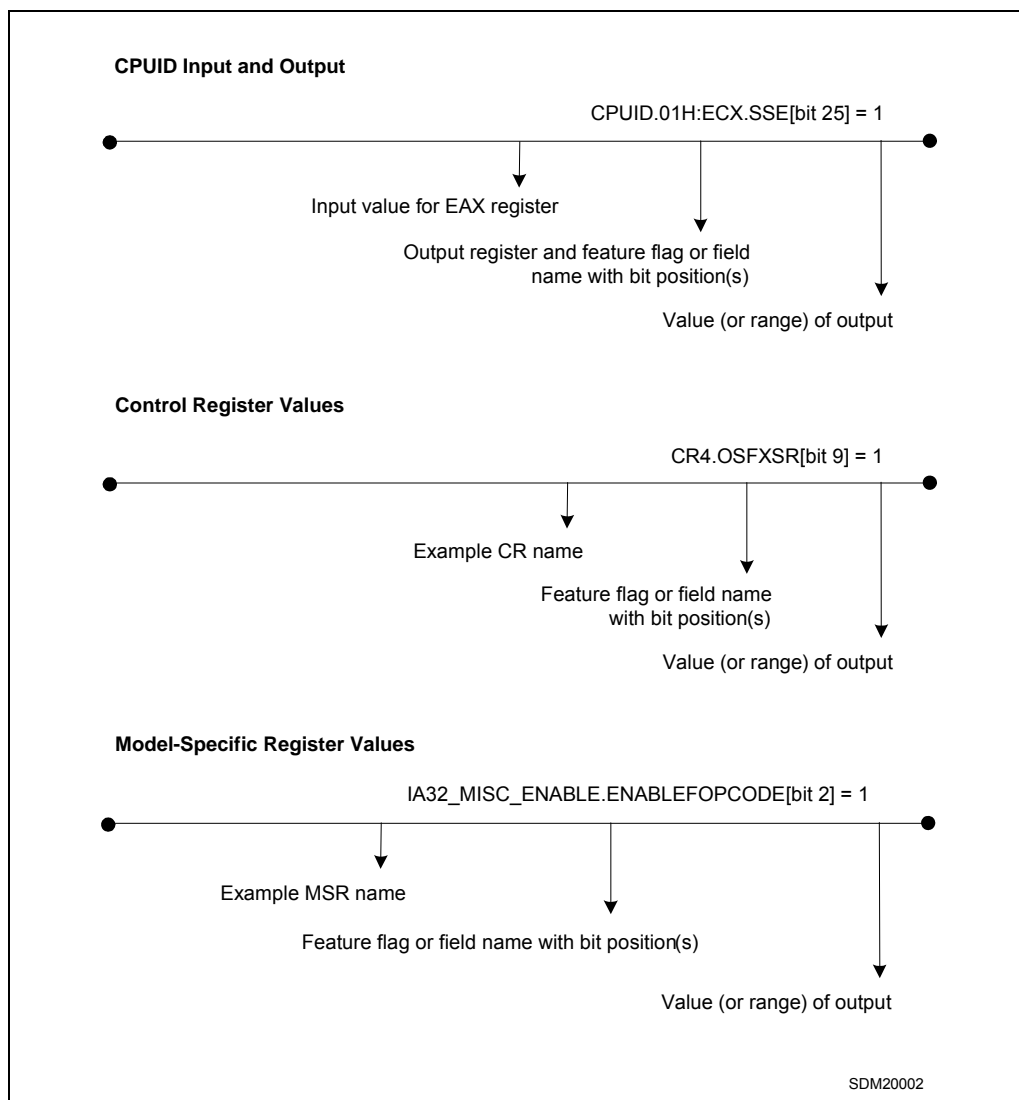 CPUID Input and Output
CPUID.01H:ECX.SSE[bit 25] = 1
Input value for EAX register
Output register and feature flag or field
name with bit position(s)
Value (or range) of output
Control Register Values
CR4.OSFXSR[bit 9] = 1
Example CR name
Feature flag or field name
with bit position(s)
Value (or range) of output
Model-Specific Register Values
IA32_MISC_ENABLE.ENABLEFOPCODE[bit 2] = 1
Example MSR name
Feature flag or field name with bit position(s)
Value (or range) of output
SDM20002